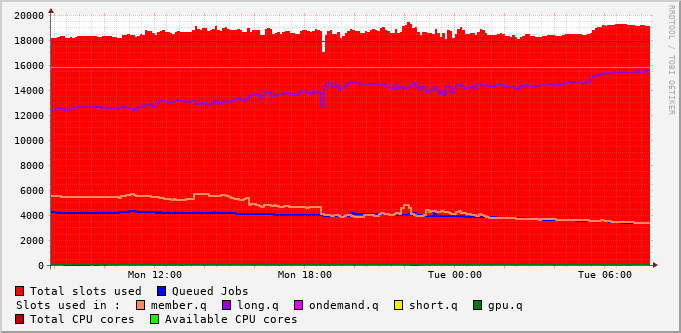 20000
18000
16000
14000
12000
10000
8000
6000
4000
2000
0
Mon 12:00 Mon 18:00 Tue 00:00 Tue 06:00
Total slots used Queued Jobs
Slots used in : member.q long.q ondemand.q short.q gpu.q
Total CPU cores Available CPU cores
RRDTOOL / TOBI OETIKER